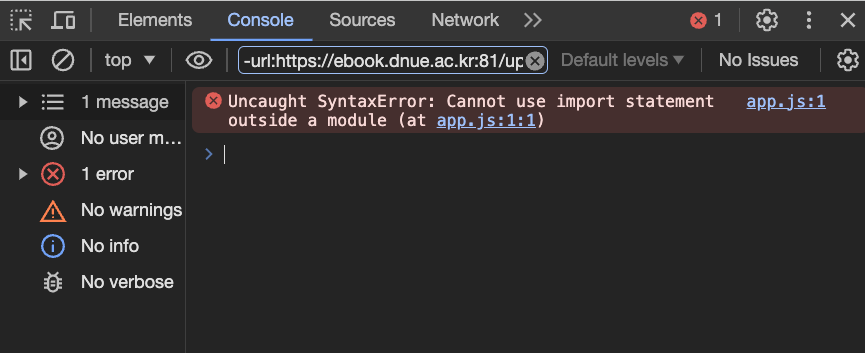 Elements Console Sources Network 1
top -url:https://ebook.dnue.ac.kr:81/up Default levels No Issues
1 message
No user m...
1 error
No warnings
No info
No verbose
Uncaught SyntaxError: Cannot use import statement app.js:1
outside a module (at app.js:1:1)